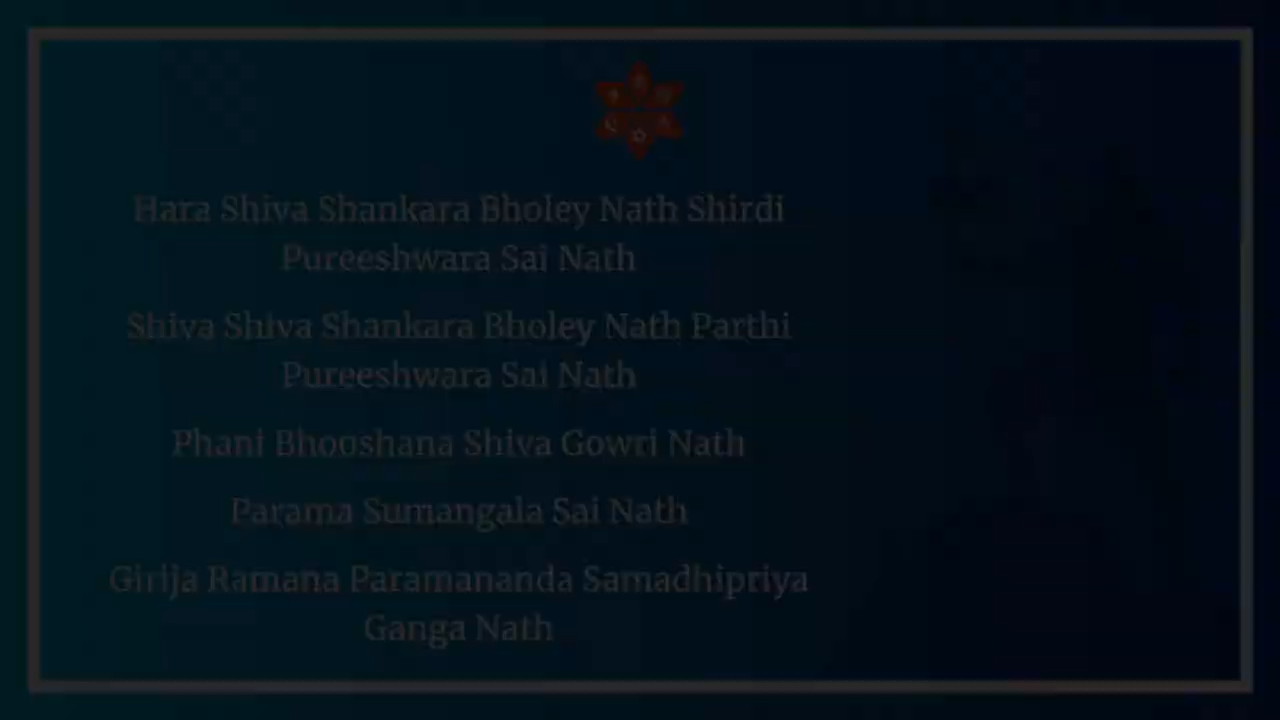 Hara Shiva Shankara Bholey Nath Shirdi
Pureeshwara Sai Nath
Shiva Shiva Shankara Bholey Nath Parthi
Pureeshwara Sai Nath
Phani Bhooshana Shiva Gowri Nath
Parama Sumangala Sai Nath
Girija Ramana Paramananda Samadhipriya
Ganga Nath